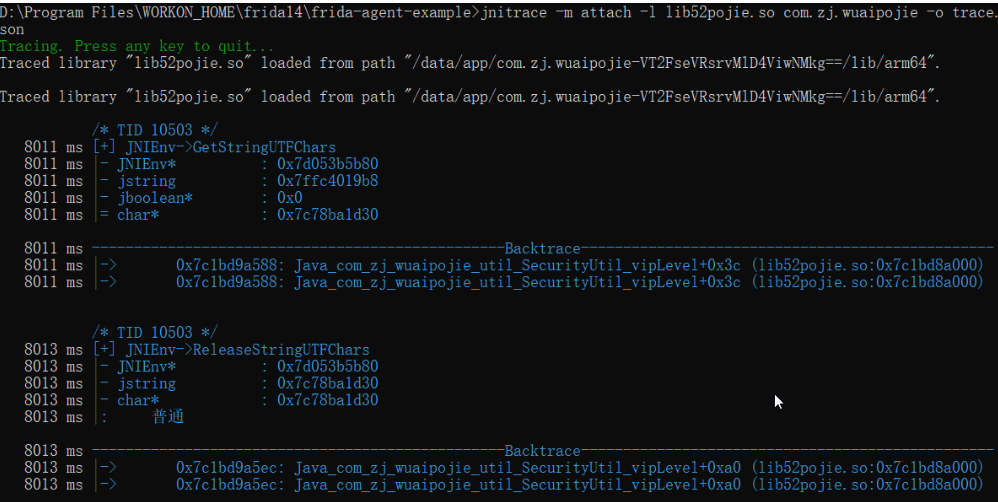 D:\Program Files\WORKON_HOME\frida14\frida-agent-example>jnitrace -m attach -l lib52pojie.so com.zj.wuaipojie -o trace.
son
Tracing. Press any key to quit...
Traced library "lib52pojie.so" loaded from path "/data/app/com.zj.wuaipojie-VT2FseVRsrvMlD4ViwNMkg==/lib/arm64".
Traced library "lib52pojie.so" loaded from path "/data/app/com.zj.wuaipojie-VT2FseVRsrvMlD4ViwNMkg==/lib/arm64".
/* TID 10503 */
8011 ms [+] JNIEnv->GetStringUTFChars
8011 ms |- JNIEnv* : 0x7d053b5b80
8011 ms |- jstring : 0x7ffc4019b8
8011 ms |- jboolean* : 0x0
8011 ms |= char* : 0x7c78ba1d30
8011 ms --------------------------------------------------Backtrace--------------------------------------------------
8011 ms |-> 0x7c1bd9a588: Java_com_zj_wuaipojie_util_SecurityUtil_vipLevel+0x3c (lib52pojie.so:0x7c1bd8a000)
8011 ms |-> 0x7c1bd9a588: Java_com_zj_wuaipojie_util_SecurityUtil_vipLevel+0x3c (lib52pojie.so:0x7c1bd8a000)
/* TID 10503 */
8013 ms [+] JNIEnv->ReleaseStringUTFChars
8013 ms |- JNIEnv* : 0x7d053b5b80
8013 ms |- jstring : 0x7c78ba1d30
8013 ms |- char* : 0x7c78ba1d30
8013 ms |: 普通
8013 ms --------------------------------------------------Backtrace--------------------------------------------------
8013 ms |-> 0x7c1bd9a5ec: Java_com_zj_wuaipojie_util_SecurityUtil_vipLevel+0xa0 (lib52pojie.so:0x7c1bd8a000)
8013 ms |-> 0x7c1bd9a5ec: Java_com_zj_wuaipojie_util_SecurityUtil_vipLevel+0xa0 (lib52pojie.so:0x7c1bd8a000)